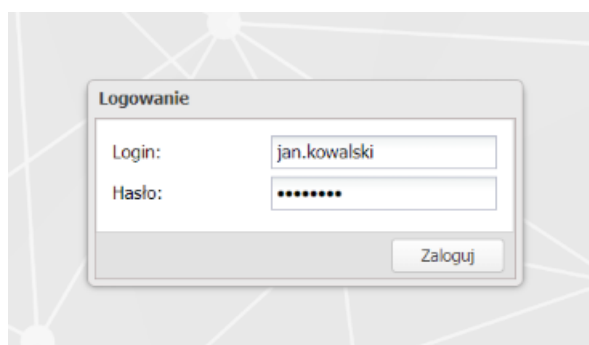 Logowanie
Login: jan.kowalski
Hasło: ••••••••
Zaloguj